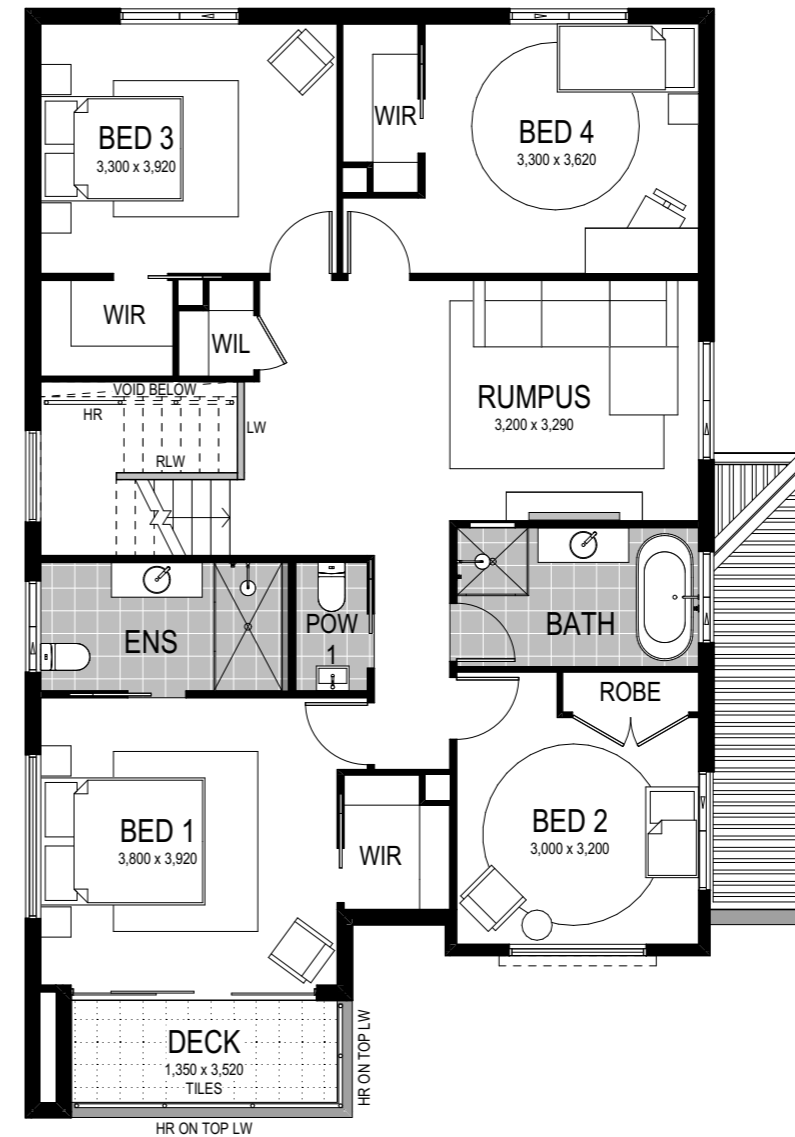 BED 3
3,300 x 3,920
WIR
BED 4
3,300 x 3,620
WIR
WIL
RUMPUS
3,200 x 3,290
VOID BELOW
HR
LW
RLW
ENS
POW
1
BATH
ROBE
BED 1
3,800 x 3,920
WIR
BED 2
3,000 x 3,200
DECK
1,350 x 3,520
TILES
HR ON TOP LW
HR ON TOP LW